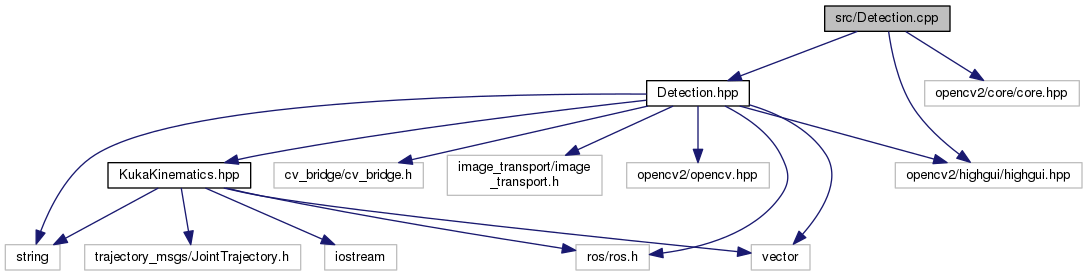 src/Detection.cpp
Detection.hpp
opencv2/core/core.hpp
KukaKinematics.hpp
cv_bridge/cv_bridge.h
image_transport/image
_transport.h
opencv2/opencv.hpp
opencv2/highgui/highgui.hpp
string
trajectory_msgs/JointTrajectory.h
iostream
ros/ros.h
vector